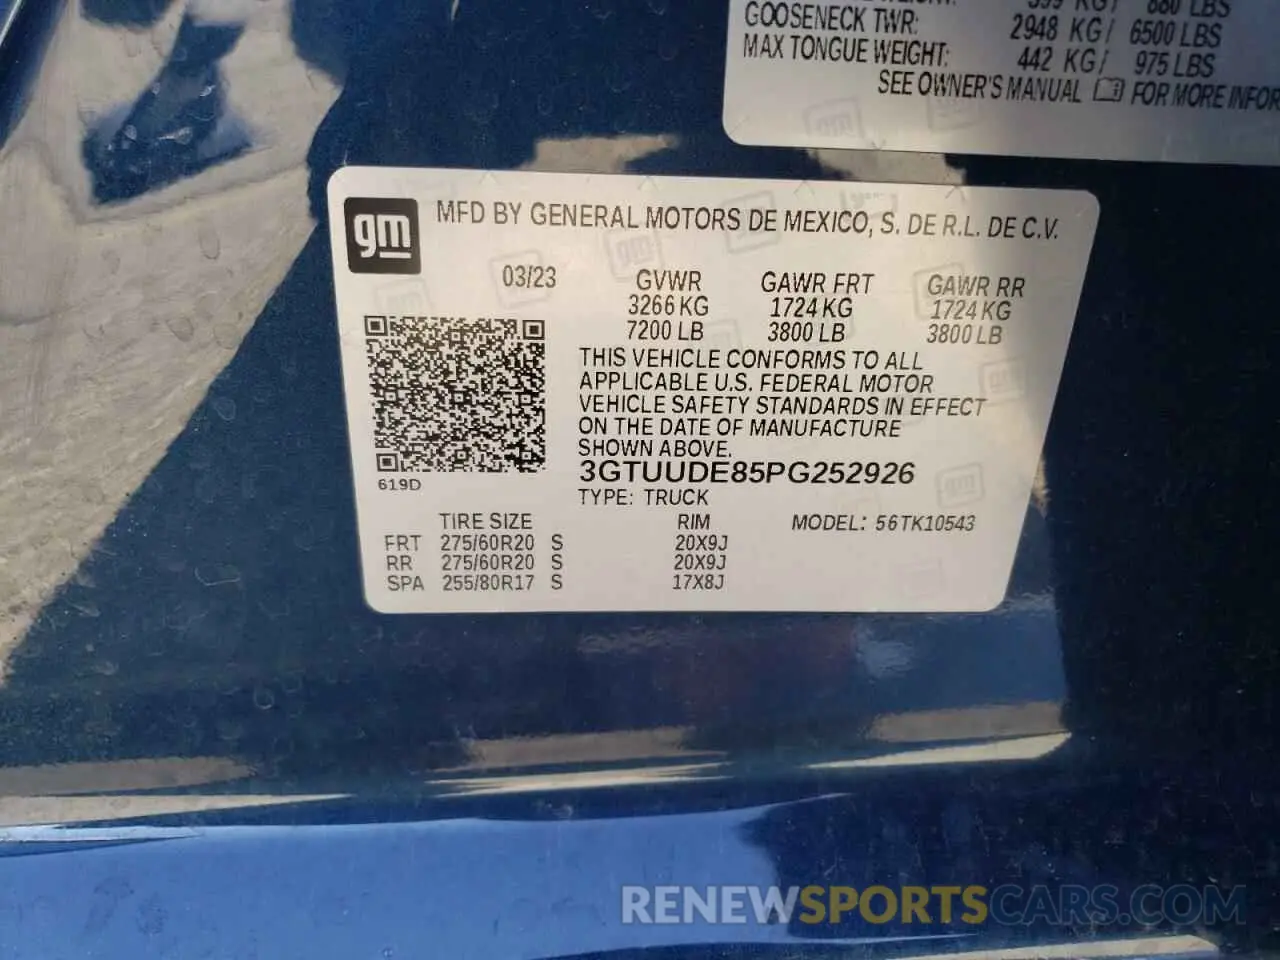 880 LBS
GOOSENECK TWR: 2948 KG/ 6500 LBS
MAX TONGUE WEIGHT: 442 KG/ 975 LBS
SEE OWNER'S MANUAL FOR MORE INFOR
gm
MFD BY GENERAL MOTORS DE MEXICO, S. DE R.L. DE C.V.
03/23 GVWR GAWR FRT GAWR RR
3266 KG 1724 KG 1724 KG
7200 LB 3800 LB 3800 LB
THIS VEHICLE CONFORMS TO ALL
APPLICABLE U.S. FEDERAL MOTOR
VEHICLE SAFETY STANDARDS IN EFFECT
ON THE DATE OF MANUFACTURE
SHOWN ABOVE.
3GTUUDE85PG252926
619D
TYPE: TRUCK
TIRE SIZE RIM MODEL: 56TK10543
FRT 275/60R20 S 20X9J
RR 275/60R20 S 20X9J
SPA 255/80R17 S 17X8J
RENEWSPORTSCARS.COM